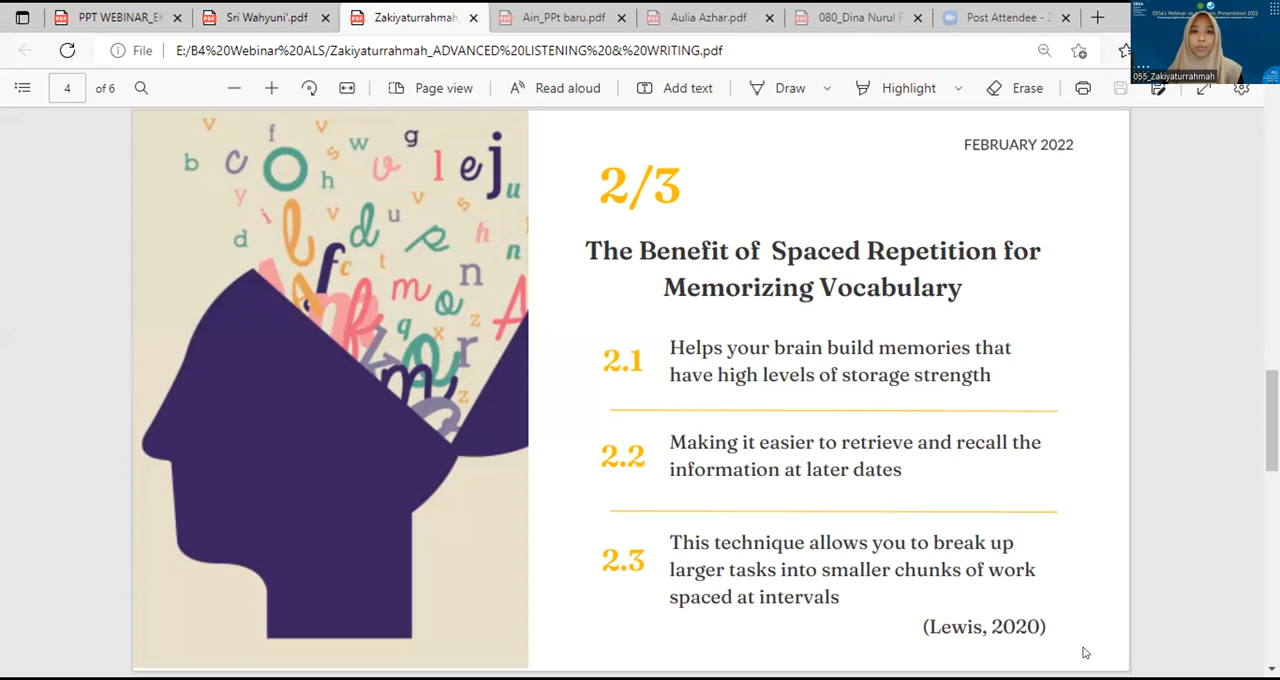 PPT WEBINAR_EK
Sri Wahyuni'.pdf
Zakiyaturrahmah
Ain_PPt baru.pdf
Aulia Azhar.pdf
080_Dina Nurul F
Post Attendee - Z
File
E:/B4%20Webinar%20ALS/Zakiyaturrahmah_ADVANCED%20LISTENING%20&%20WRITING.pdf
4
of 6
Page view
Read aloud
Add text
Draw
Highlight
Erase
EDSA's Webinar Presentation 2022
055_Zakiyaturrahmah
FEBRUARY 2022
2/3
The Benefit of Spaced Repetition for
Memorizing Vocabulary
2.1
Helps your brain build memories that
have high levels of storage strength
2.2
Making it easier to retrieve and recall the
information at later dates
2.3
This technique allows you to break up
larger tasks into smaller chunks of work
spaced at intervals
(Lewis, 2020)